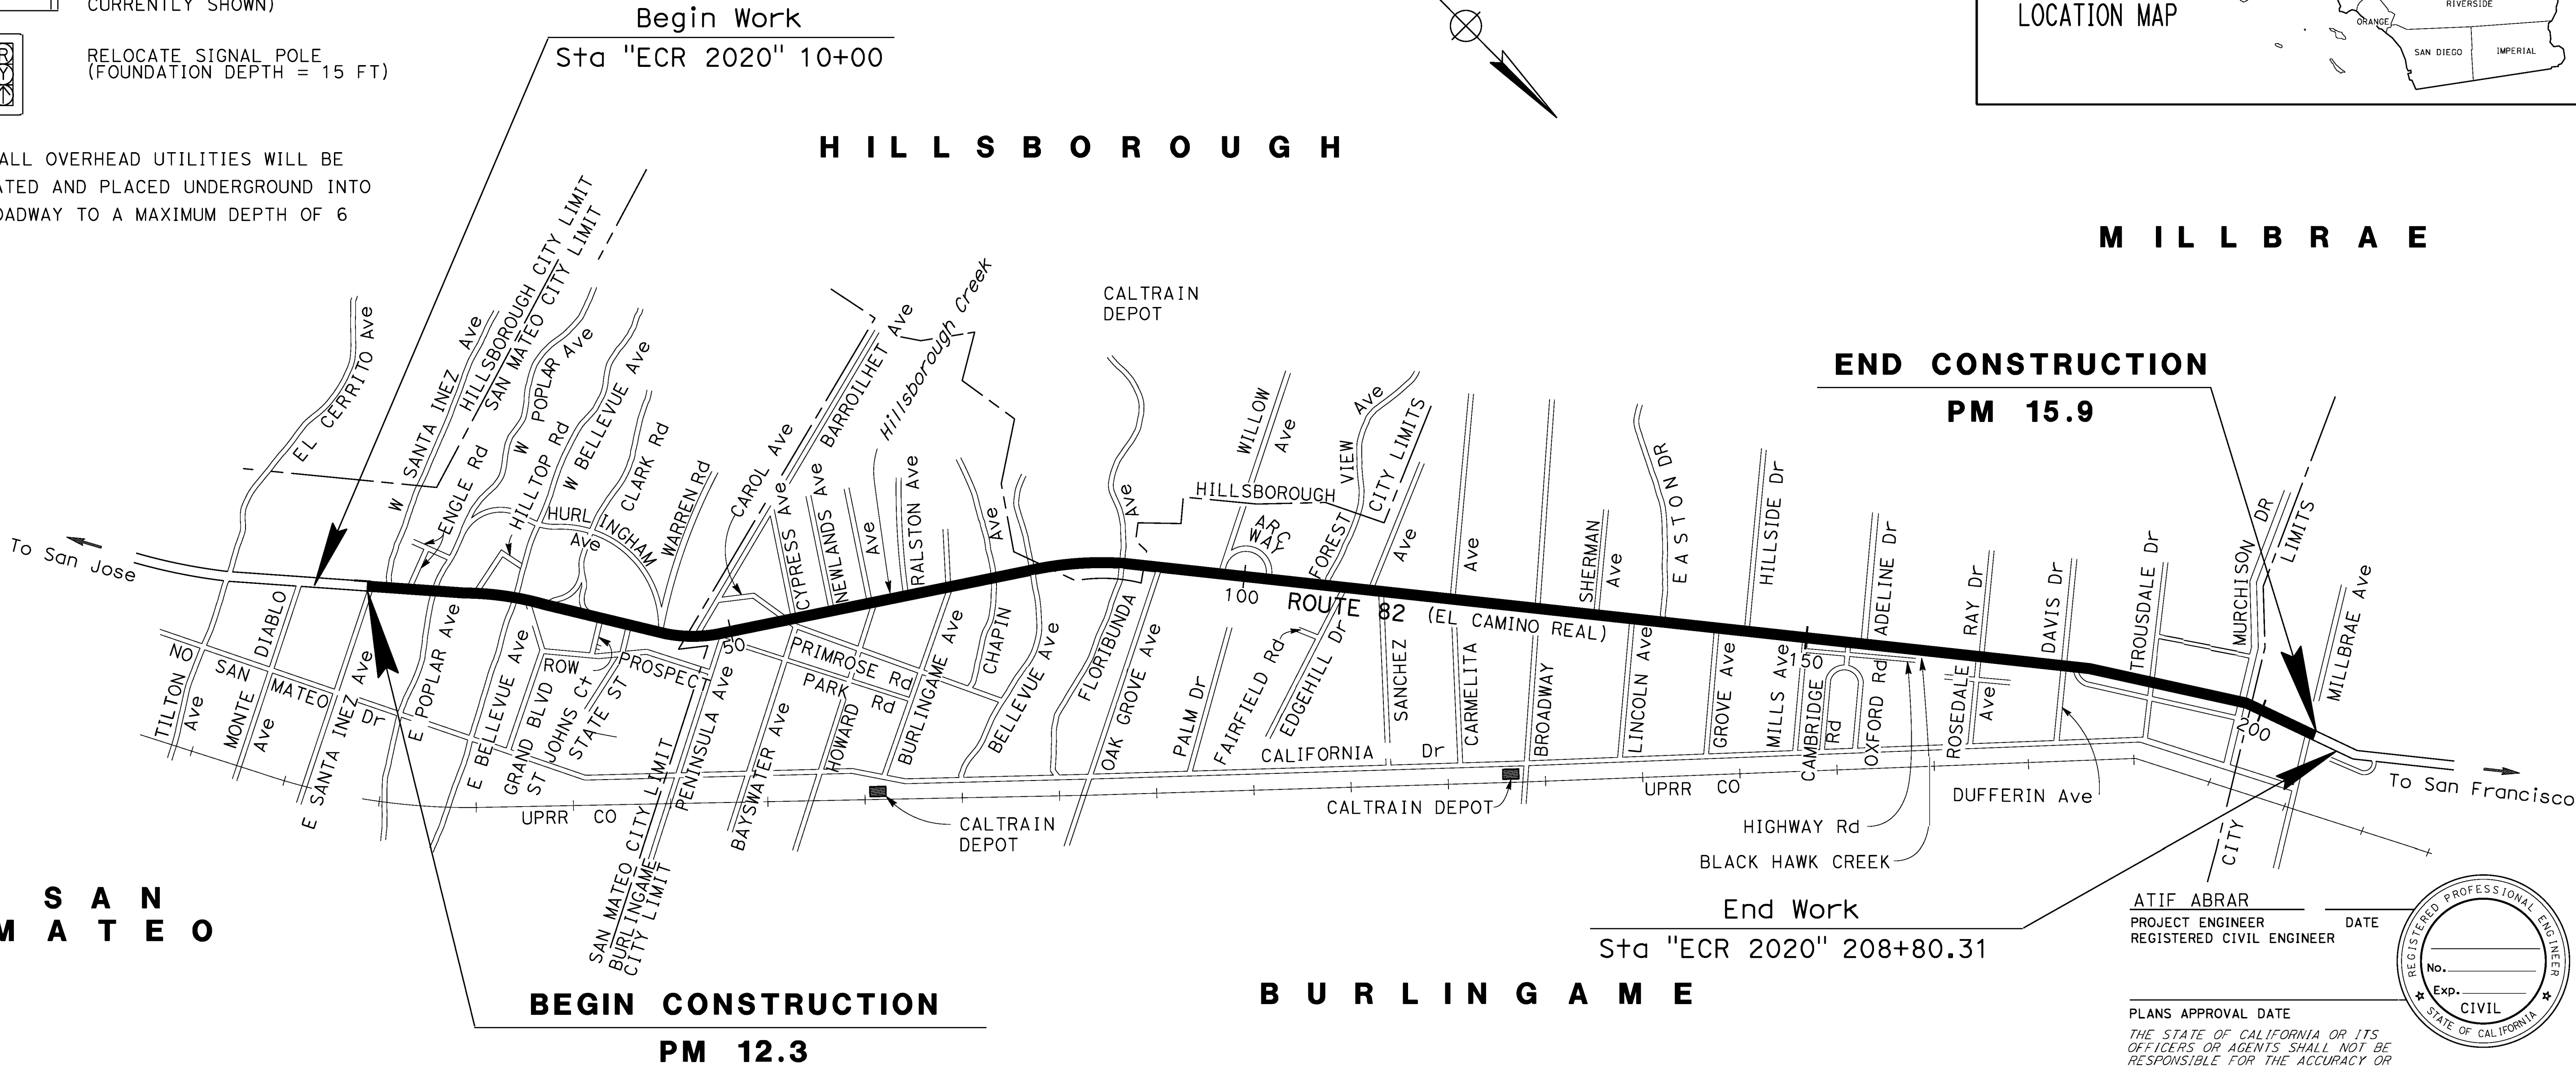 CURRENTLY SHOWN)
RELOCATE SIGNAL POLE
(FOUNDATION DEPTH = 15 FT)
ALL OVERHEAD UTILITIES WILL BE
ATED AND PLACED UNDERGROUND INTO
OADWAY TO A MAXIMUM DEPTH OF 6
Begin Work
Sta "ECR 2020" 10+00
LOCATION MAP
RIVERSIDE
ORANGE
SAN DIEGO
IMPERIAL
HILLSBOROUGH
MILLBRAE
END CONSTRUCTION
PM 15.9
CALTRAIN
DEPOT
To San Jose
EL CERRITO Ave
W SANTA INEZ Ave
HILLSBOROUGH CITY LIMIT
SAN MATEO CITY LIMIT
ENGLE Rd
W POPLAR Ave
HILLTOP Rd
W BELLEVUE Ave
HURLINGHAM
Ave
CLARK Rd
WARREN Rd
CAROL Ave
BARROILHET Ave
Hillsborough Creek
CYPRESS Ave
NEWLANDS Ave
Ave
RALSTON Ave
Ave
Ave
HILLSBOROUGH
CITY LIMITS
WILLOW
Ave
ARC
WAY
FOREST VIEW Ave
Ave
Ave
SHERMAN
Ave
EASTON DR
HILLSIDE Dr
ADELINE Dr
RAY Dr
DAVIS Dr
TROUSDALE Dr
MURCHISON DR
LIMITS
MILLBRAE Ave
100
ROUTE 82 (EL CAMINO REAL)
50
150
200
TILTON
Ave
NO SAN MATEO Dr
MONTE DIABLO
Ave
E SANTA INEZ Ave
E POPLAR Ave
E BELLEVUE Ave
GRAND BLVD
ROW
ST JOHNS Ct
STATE ST
PROSPECT
PENINSULA Ave
BAYSWATER Ave
PRIMROSE Rd
PARK Rd
HOWARD
BURLINGAME Ave
CHAPIN
BELLEVUE Ave
FLORIBUNDA
OAK GROVE Ave
PALM Dr
FAIRFIELD Rd
EDGEHILL Dr
SANCHEZ
CARMELITA
BROADWAY
LINCOLN Ave
GROVE Ave
MILLS Ave
CAMBRIDGE
Rd
OXFORD Rd
ROSEDALE
Ave
CALIFORNIA Dr
UPRR CO
UPRR CO
CALTRAIN
DEPOT
CALTRAIN DEPOT
DUFFERIN Ave
HIGHWAY Rd
BLACK HAWK CREEK
To San Francisco
CITY
SAN MATEO CITY LIMIT
BURLINGAME
CITY LIMIT
SAN
MATEO
End Work
Sta "ECR 2020" 208+80.31
BEGIN CONSTRUCTION
PM 12.3
BURLINGAME
ATIF ABRAR
PROJECT ENGINEER DATE
REGISTERED CIVIL ENGINEER
PLANS APPROVAL DATE
THE STATE OF CALIFORNIA OR ITS
OFFICERS OR AGENTS SHALL NOT BE
RESPONSIBLE FOR THE ACCURACY OR
REGISTERED PROFESSIONAL ENGINEER
No.
Exp.
CIVIL
STATE OF CALIFORNIA